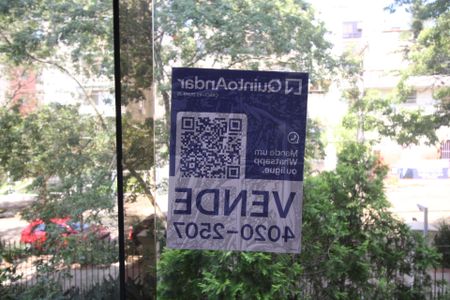 QuintoAndar
Mande um
Whatsapp
ou ligue.
VENDE
4020-2507